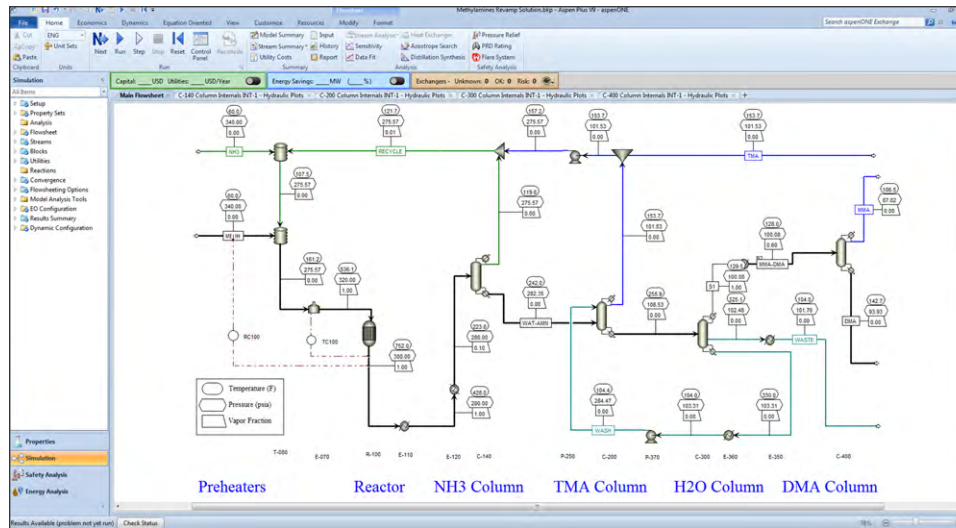 Methylamines Revamp Solution.bkp - Aspen Plus V9 - aspenONE
File Home Economics Dynamics Equation Oriented View Customize Resources Modify Format
Search aspenONE Exchange
Cut
Copy
Paste
ENG
Unit Sets
Next Run Step Stop Reset Control Panel Reconcile
Model Summary Input
Stream Summary History
Utility Costs Report
Stream Analysis Heat Exchanger
Sensitivity Azeotrope Search
Data Fit Distillation Synthesis
Pressure Relief
PRD Rating
Flare System
Clipboard Units Run Summary Analysis Safety Analysis
Simulation
All Items
Capital: USD Utilities: USD/Year
Energy Savings: MW ( %)
Exchangers - Unknown: 0 OK: 0 Risk: 0
Main Flowsheet C-140 Column Internals INT-1 - Hydraulic Plots C-200 Column Internals INT-1 - Hydraulic Plots C-300 Column Internals INT-1 - Hydraulic Plots C-400 Column Internals INT-1 - Hydraulic Plots
Setup
Property Sets
Analysis
Flowsheet
Streams
Blocks
Utilities
Reactions
Convergence
Flowsheeting Options
Model Analysis Tools
EO Configuration
Results Summary
Dynamic Configuration
60.0
340.00
0.00
NH3
121.7
275.57
0.01
RECYCLE
157.2
275.57
0.00
153.7
101.53
0.00
153.7
101.53
0.00
TMA
107.5
275.57
0.00
119.6
275.57
0.00
153.7
101.53
0.00
106.5
87.02
0.00
MMA
60.0
340.00
0.00
161.2
275.57
0.00
536.1
320.00
1.00
RC100
TC100
752.0
300.00
1.00
223.0
288.00
0.10
428.0
290.00
1.00
242.0
282.35
0.00
WAT-AMN
255.9
106.53
0.00
S1
100.08
1.00
128.0
100.08
0.60
MMA-DMA
325.1
102.48
0.00
104.0
101.76
0.00
WASTE
142.7
93.93
0.00
DMA
104.4
284.47
0.00
WASH
104.0
103.31
0.00
330.0
103.31
0.00
Temperature (F)
Pressure (psia)
Vapor Fraction
T-080 E-070 R-100 E-110 E-120 C-140 P-250 C-200 P-370 C-300 E-360 E-350 C-400
Preheaters Reactor NH3 Column TMA Column H2O Column DMA Column
Properties
Simulation
Safety Analysis
Energy Analysis
Results Available (problem not yet run) Check Status